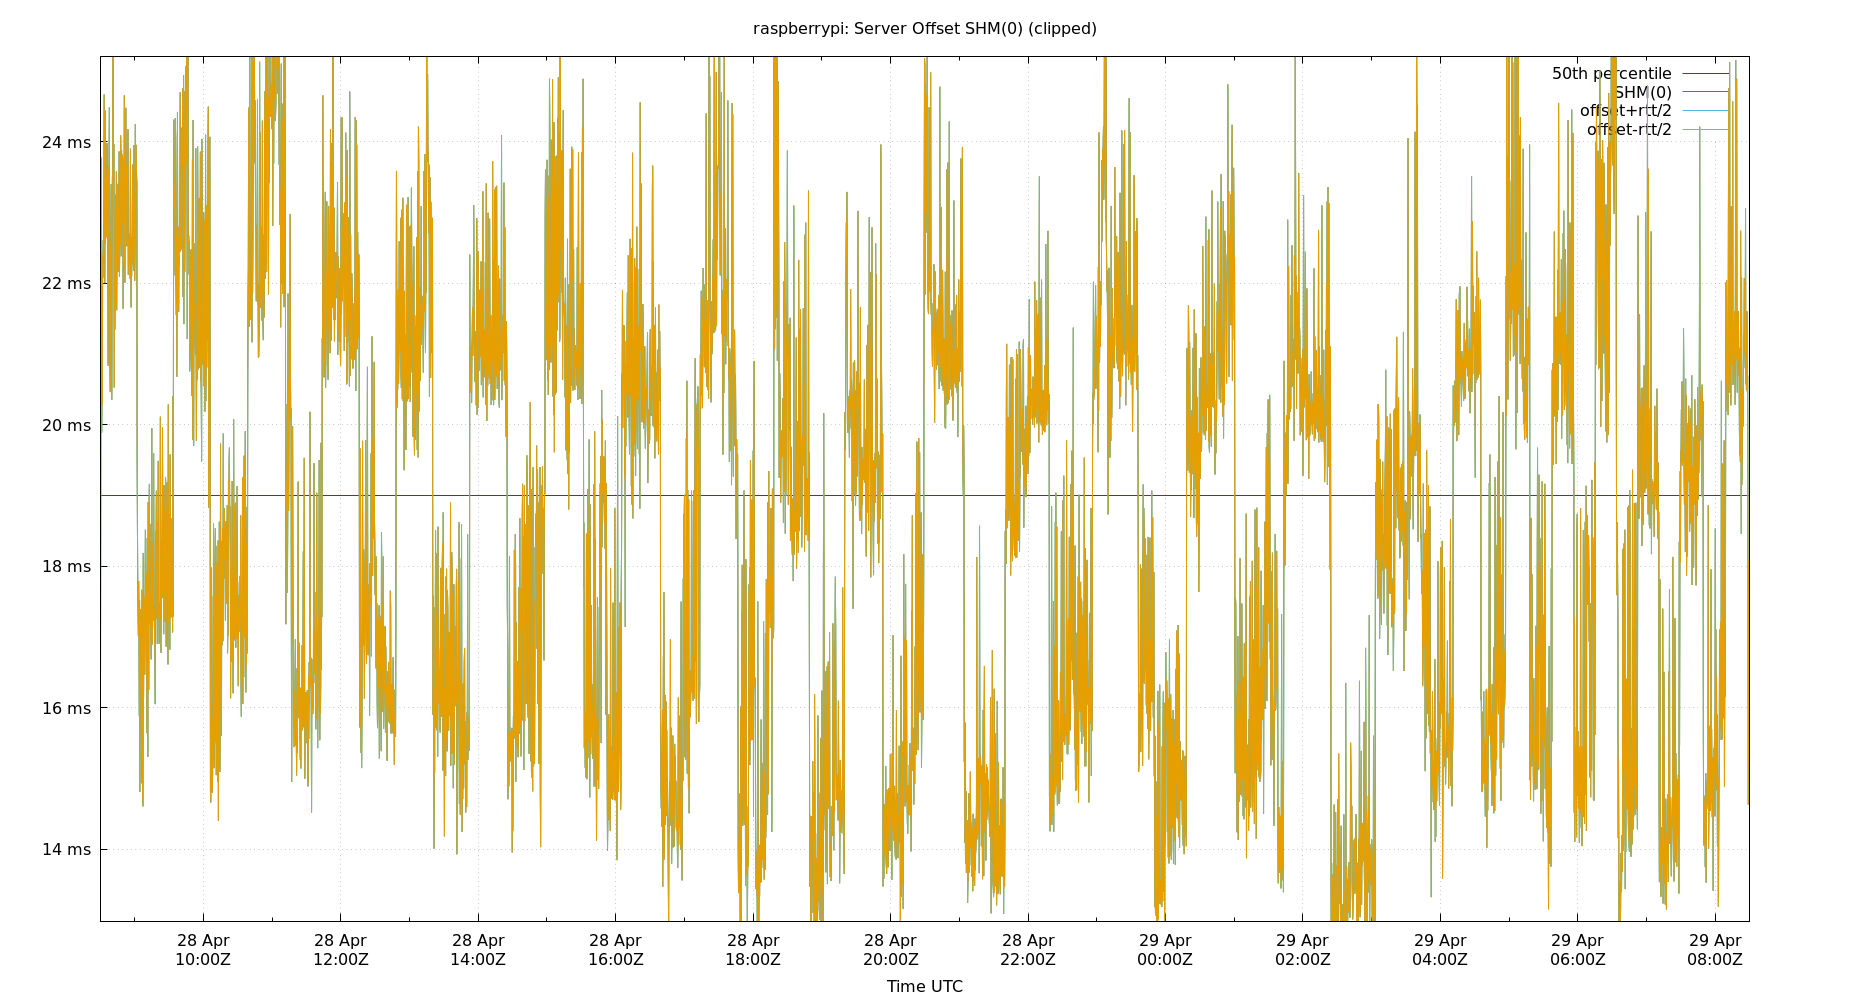 raspberrypi: Server Offset SHM(0) (clipped)
50th percentile
SHM(0)
offset+rtt/2
offset-rtt/2
24 ms
22 ms
20 ms
18 ms
16 ms
14 ms
28 Apr 28 Apr 28 Apr 28 Apr 28 Apr 28 Apr 28 Apr 29 Apr 29 Apr 29 Apr 29 Apr 29 Apr
10:00Z 12:00Z 14:00Z 16:00Z 18:00Z 20:00Z 22:00Z 00:00Z 02:00Z 04:00Z 06:00Z 08:00Z
Time UTC